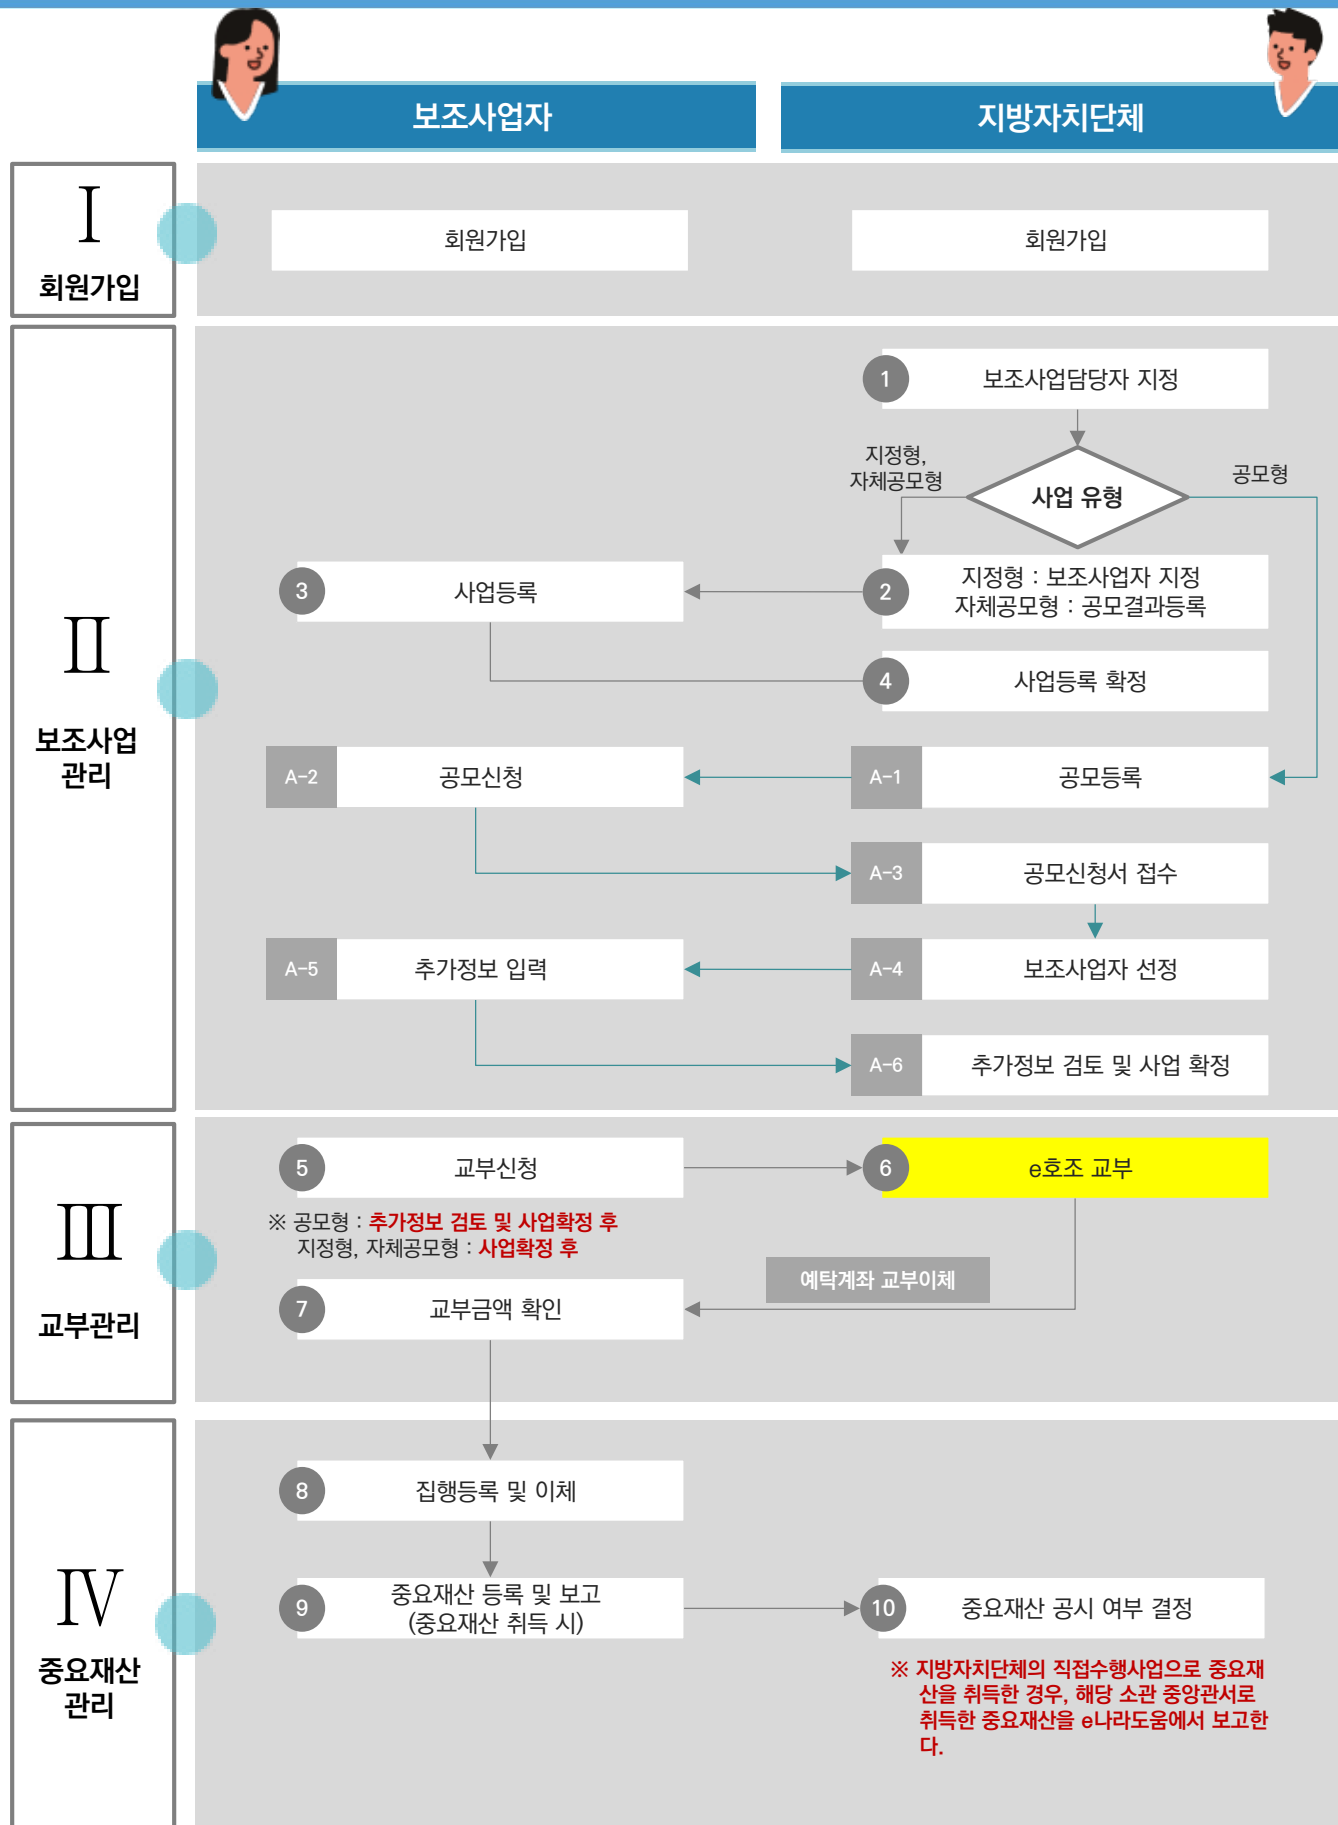 보조사업자
지방자치단체
Ⅰ
회원가입
회원가입
회원가입
Ⅱ
보조사업
관리
1
보조사업담당자 지정
지정형,
자체공모형
사업 유형
공모형
3
사업등록
2
지정형 : 보조사업자 지정
자체공모형 : 공모결과등록
4
사업등록 확정
A-2
공모신청
A-1
공모등록
A-3
공모신청서 접수
A-5
추가정보 입력
A-4
보조사업자 선정
A-6
추가정보 검토 및 사업 확정
Ⅲ
교부관리
5
교부신청
6
e호조 교부
※ 공모형 : 추가정보 검토 및 사업확정 후
지정형, 자체공모형 : 사업확정 후
예탁계좌 교부이체
7
교부금액 확인
Ⅳ
중요재산
관리
8
집행등록 및 이체
9
중요재산 등록 및 보고
(중요재산 취득 시)
10
중요재산 공시 여부 결정
※ 지방자치단체의 직접수행사업으로 중요재
산을 취득한 경우, 해당 소관 중앙관서로
취득한 중요재산을 e나라도움에서 보고한
다.